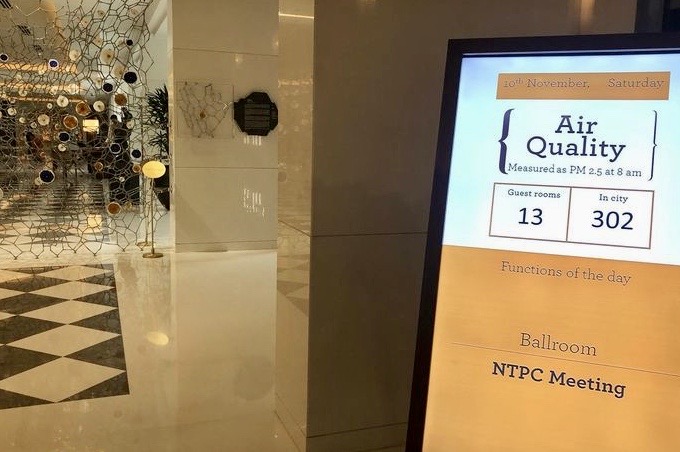 10th November, Saturday
Air
Quality
Measured as PM 2.5 at 8 am
Guest rooms In city
13 302
Functions of the day
Ballroom
NTPC Meeting